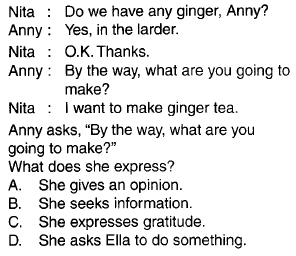 Nita : Do we have any ginger, Anny?
Anny : Yes, in the larder.
Nita : O.K. Thanks.
Anny : By the way, what are you going to
make?
Nita : I want to make ginger tea.
Anny asks, “By the way, what are you
going to make?”
What does she express?
A. She gives an opinion.
B. She seeks information.
C. She expresses gratitude.
D. She asks Ella to do something.